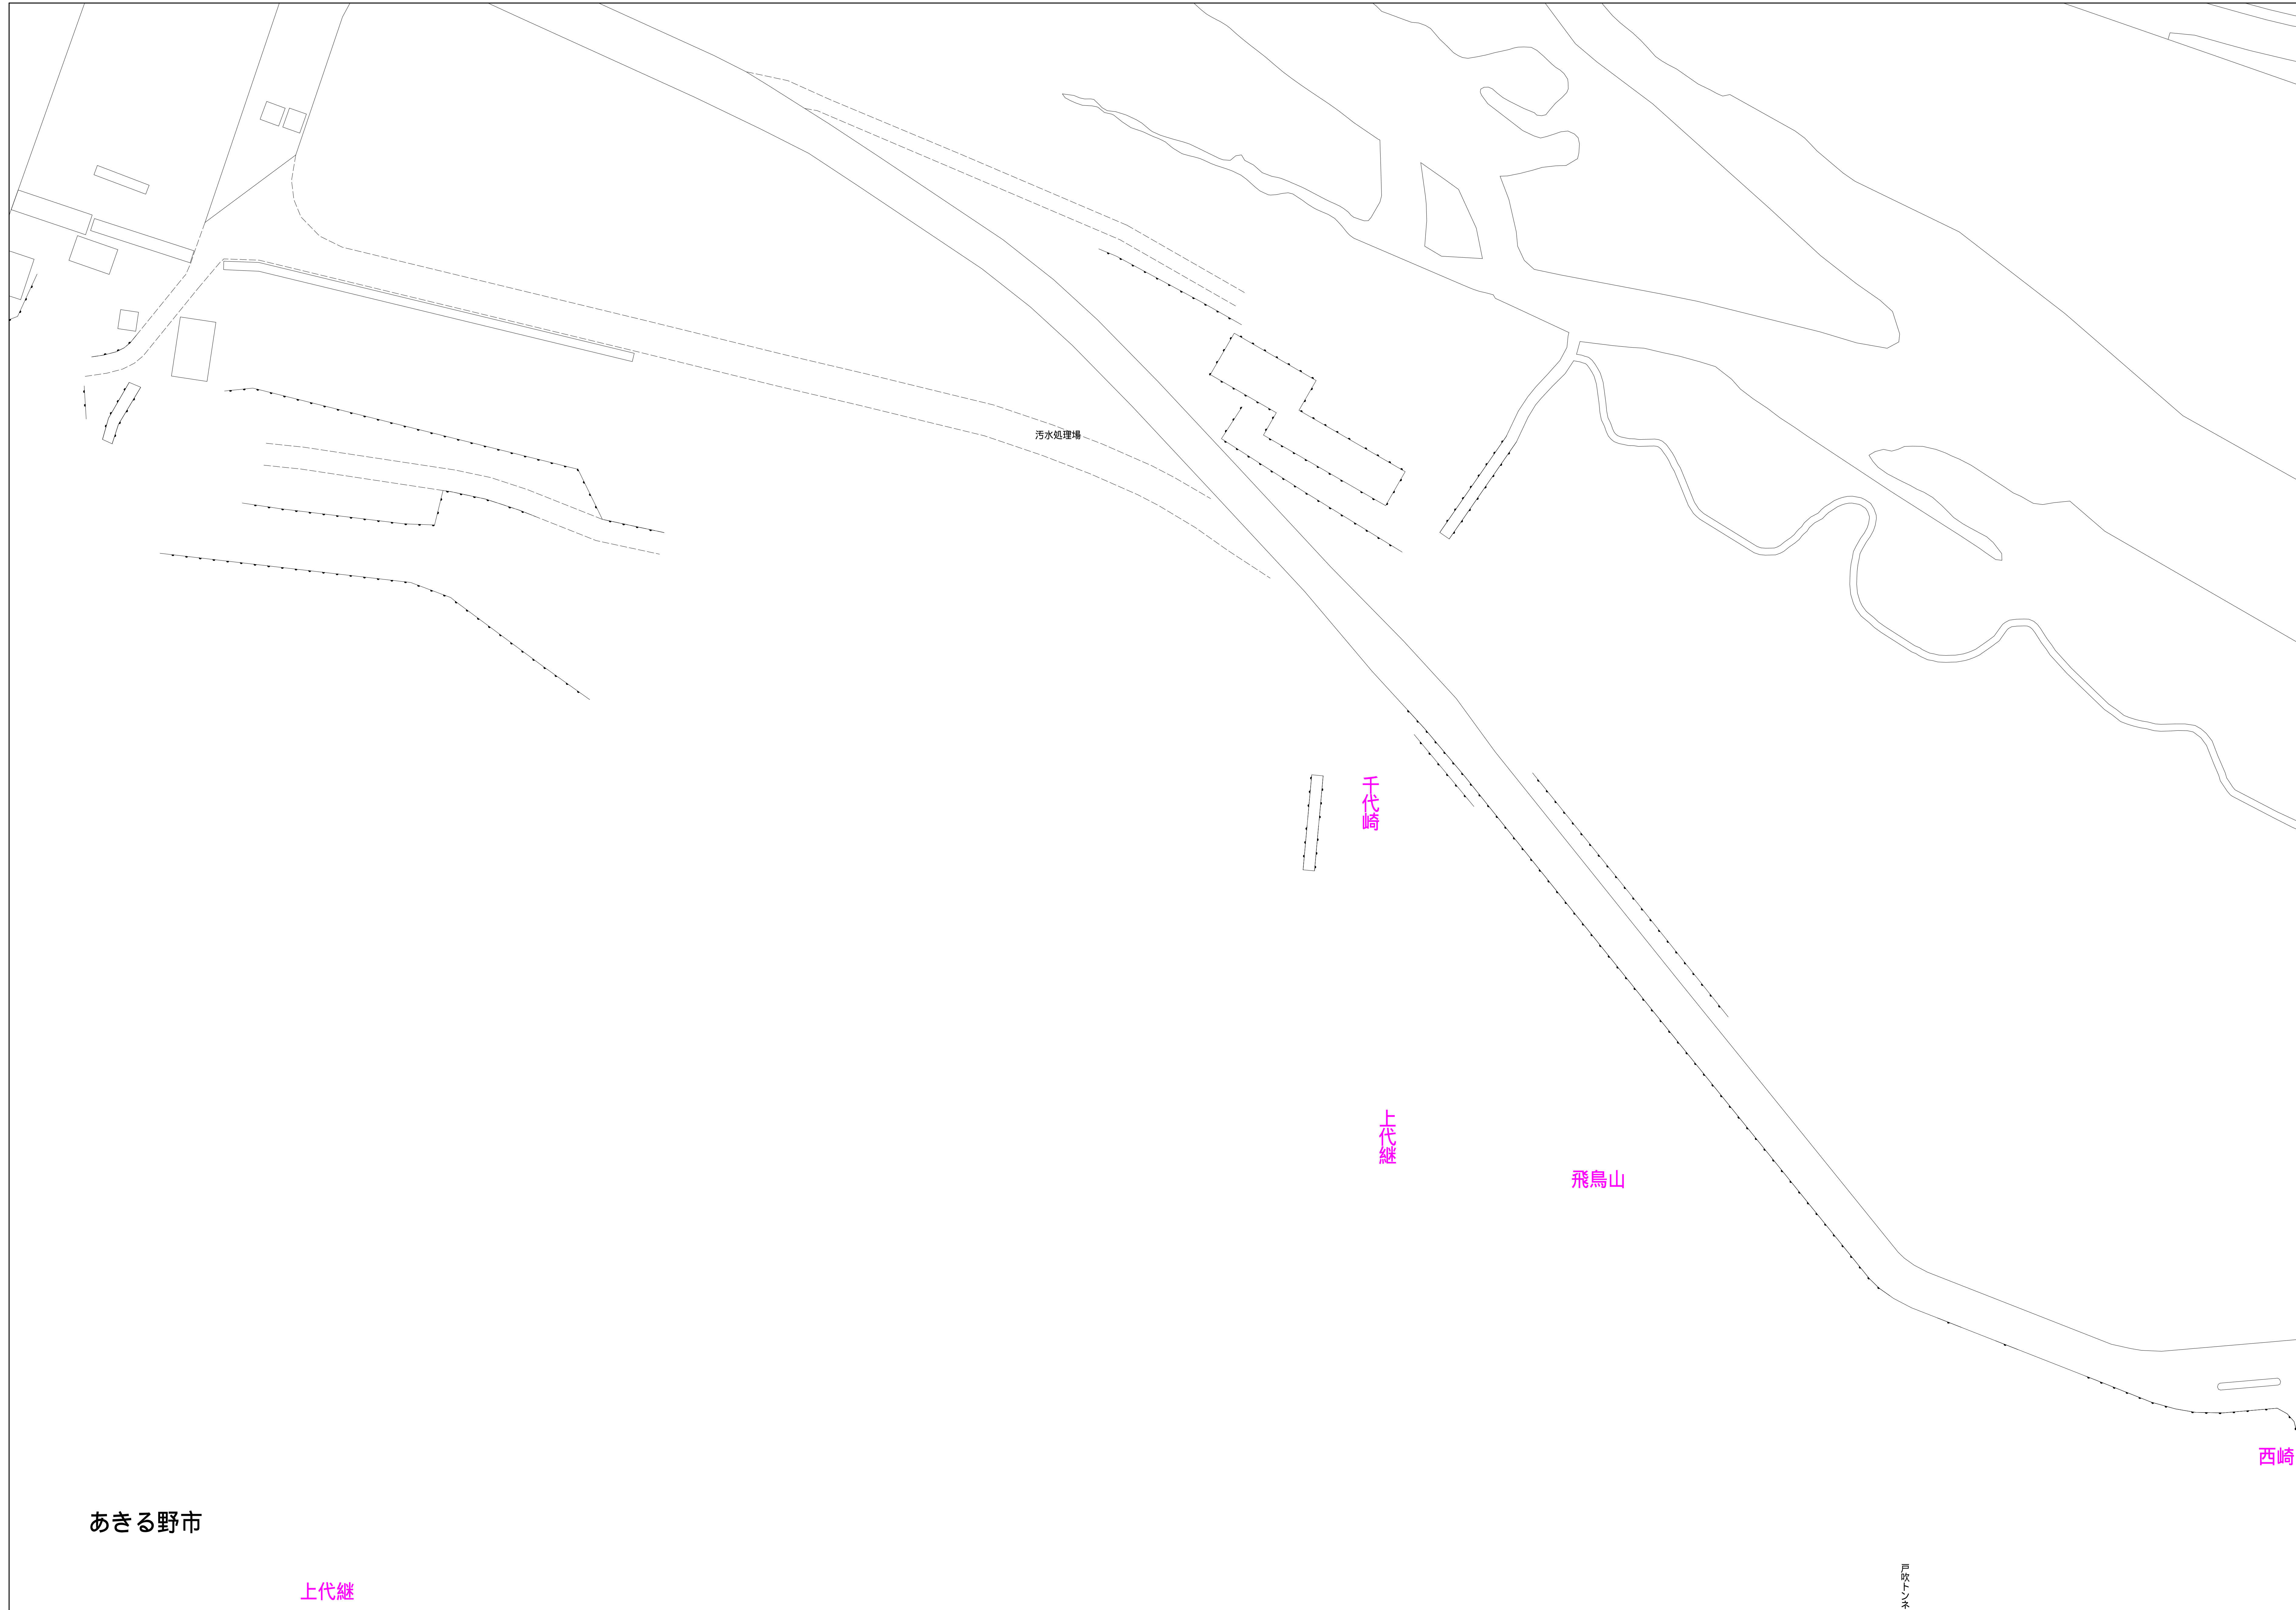 汚水処理場
千代崎
上代継
飛鳥山
西崎
あきる野市
上代継
戸吹トンネ